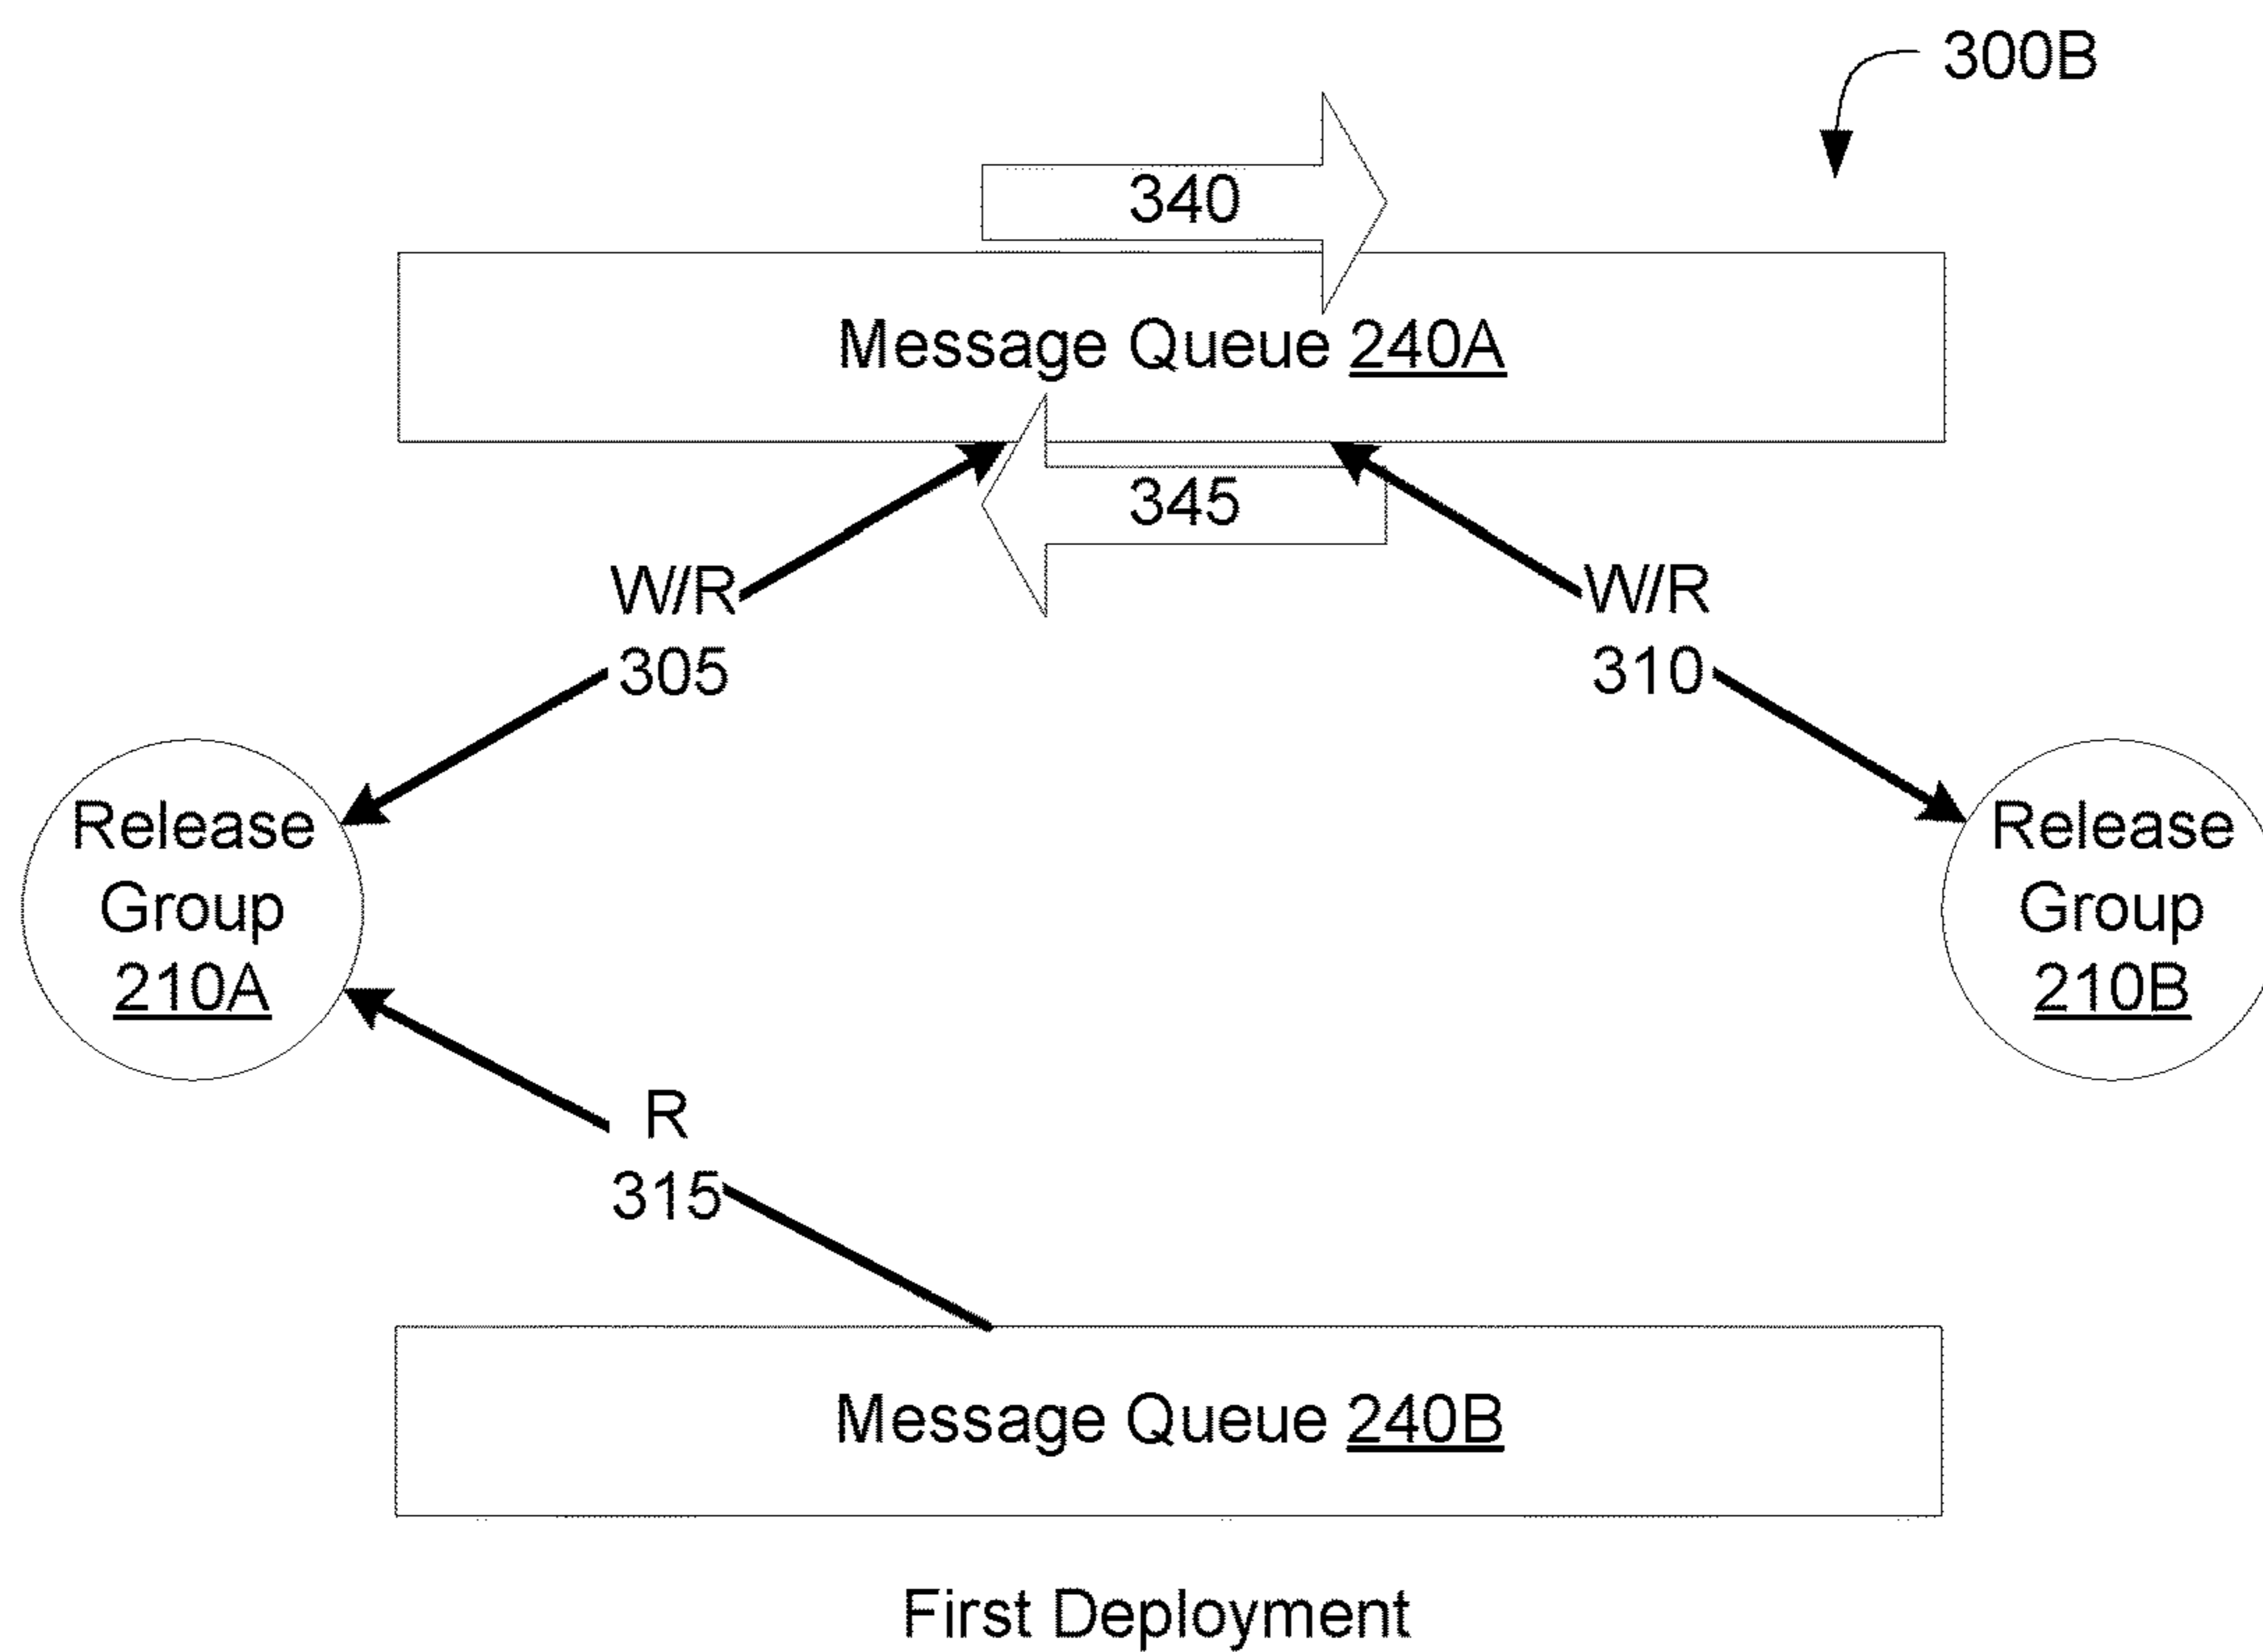 300B
340
Message Queue 240A
345
W/R
305
W/R
310
Release
Group
210A
Release
Group
210B
R
315
Message Queue 240B
First Deployment